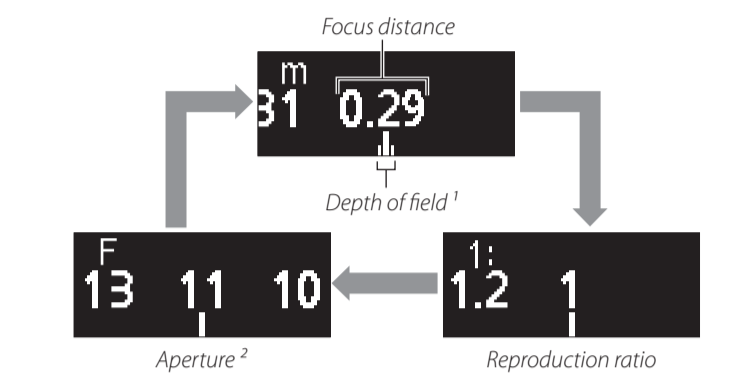 Focus distance
m
31 0.29
Depth of field ¹
F
13 11 10
1:
1.2 1
Aperture ²
Reproduction ratio